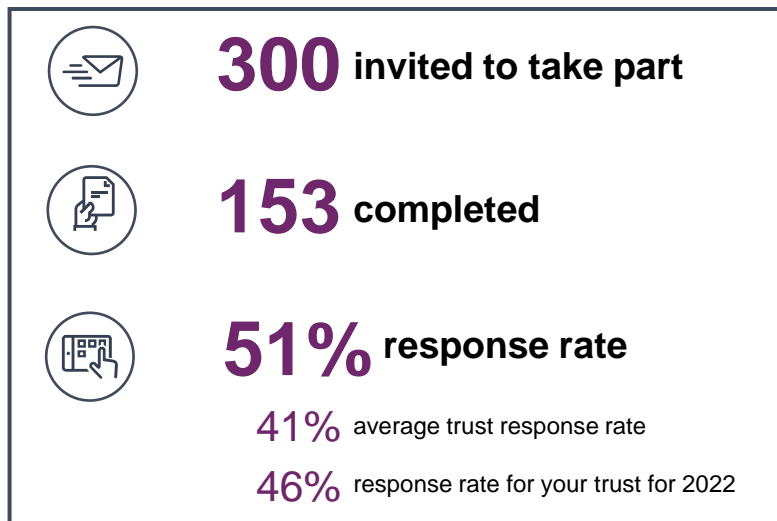 300 invited to take part
153 completed
51% response rate
41% average trust response rate
46% response rate for your trust for 2022